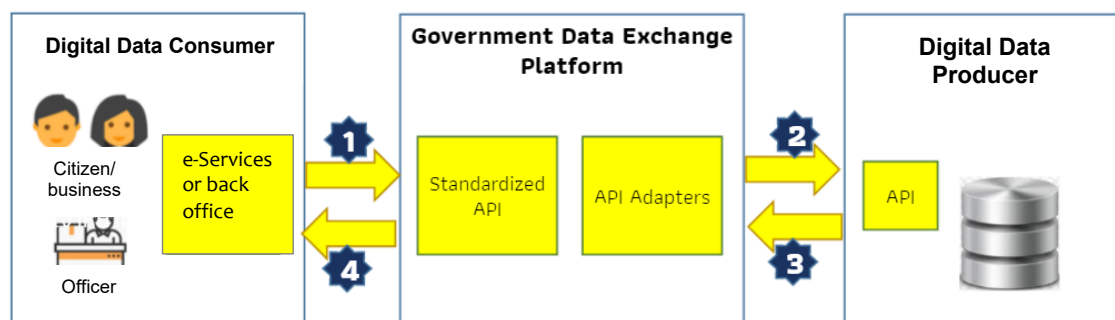 Digital Data Consumer
Citizen/
business
Officer
e-Services
or back
office
1
4
Government Data Exchange
Platform
Standardized
API
API Adapters
2
3
Digital Data
Producer
API